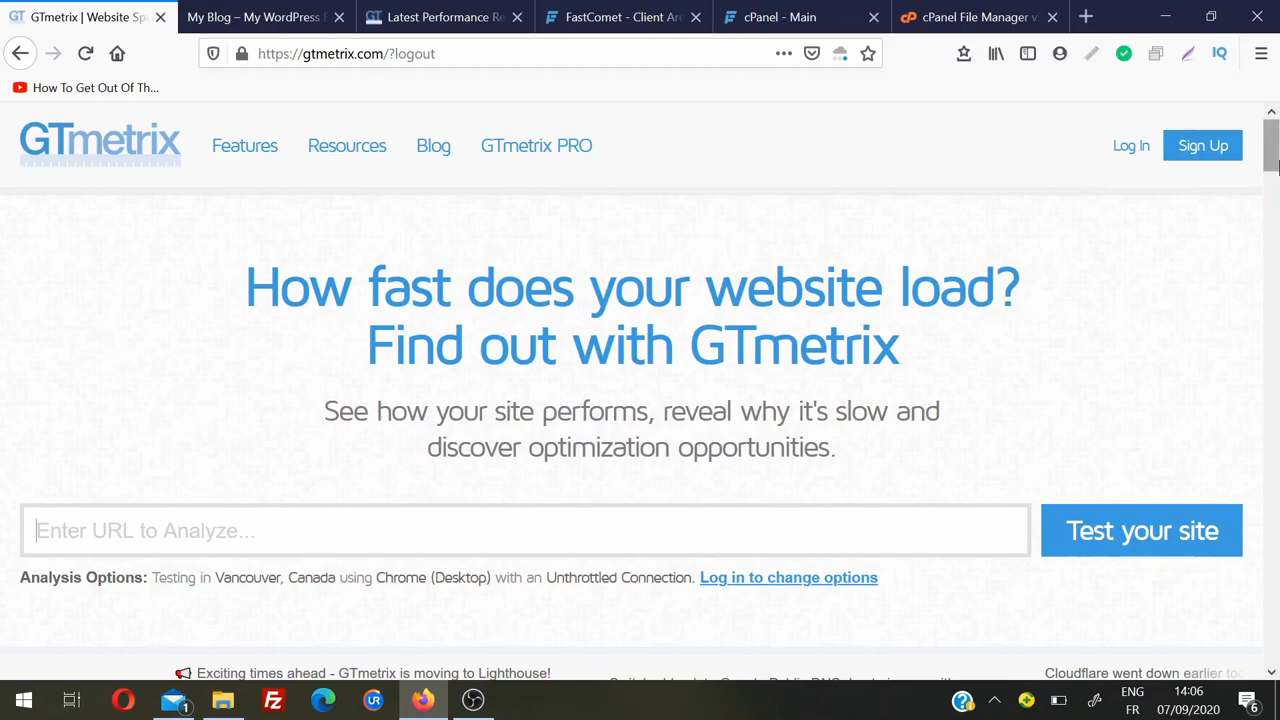 GTmetrix | Website Spe
My Blog – My WordPress
Latest Performance Re
FastComet - Client Are
cPanel - Main
cPanel File Manager v
https://gtmetrix.com/?logout
IQ
How To Get Out Of Th...
GTmetrix
Features
Resources
Blog
GTmetrix PRO
Log In
Sign Up
How fast does your website load?
Find out with GTmetrix
See how your site performs, reveal why it's slow and
discover optimization opportunities.
Enter URL to Analyze...
Test your site
Analysis Options: Testing in Vancouver, Canada using Chrome (Desktop) with an Unthrottled Connection. Log in to change options
Exciting times ahead - GTmetrix is moving to Lighthouse!
Cloudflare went down earlier
ENG
FR
14:06
07/09/2020
1
6